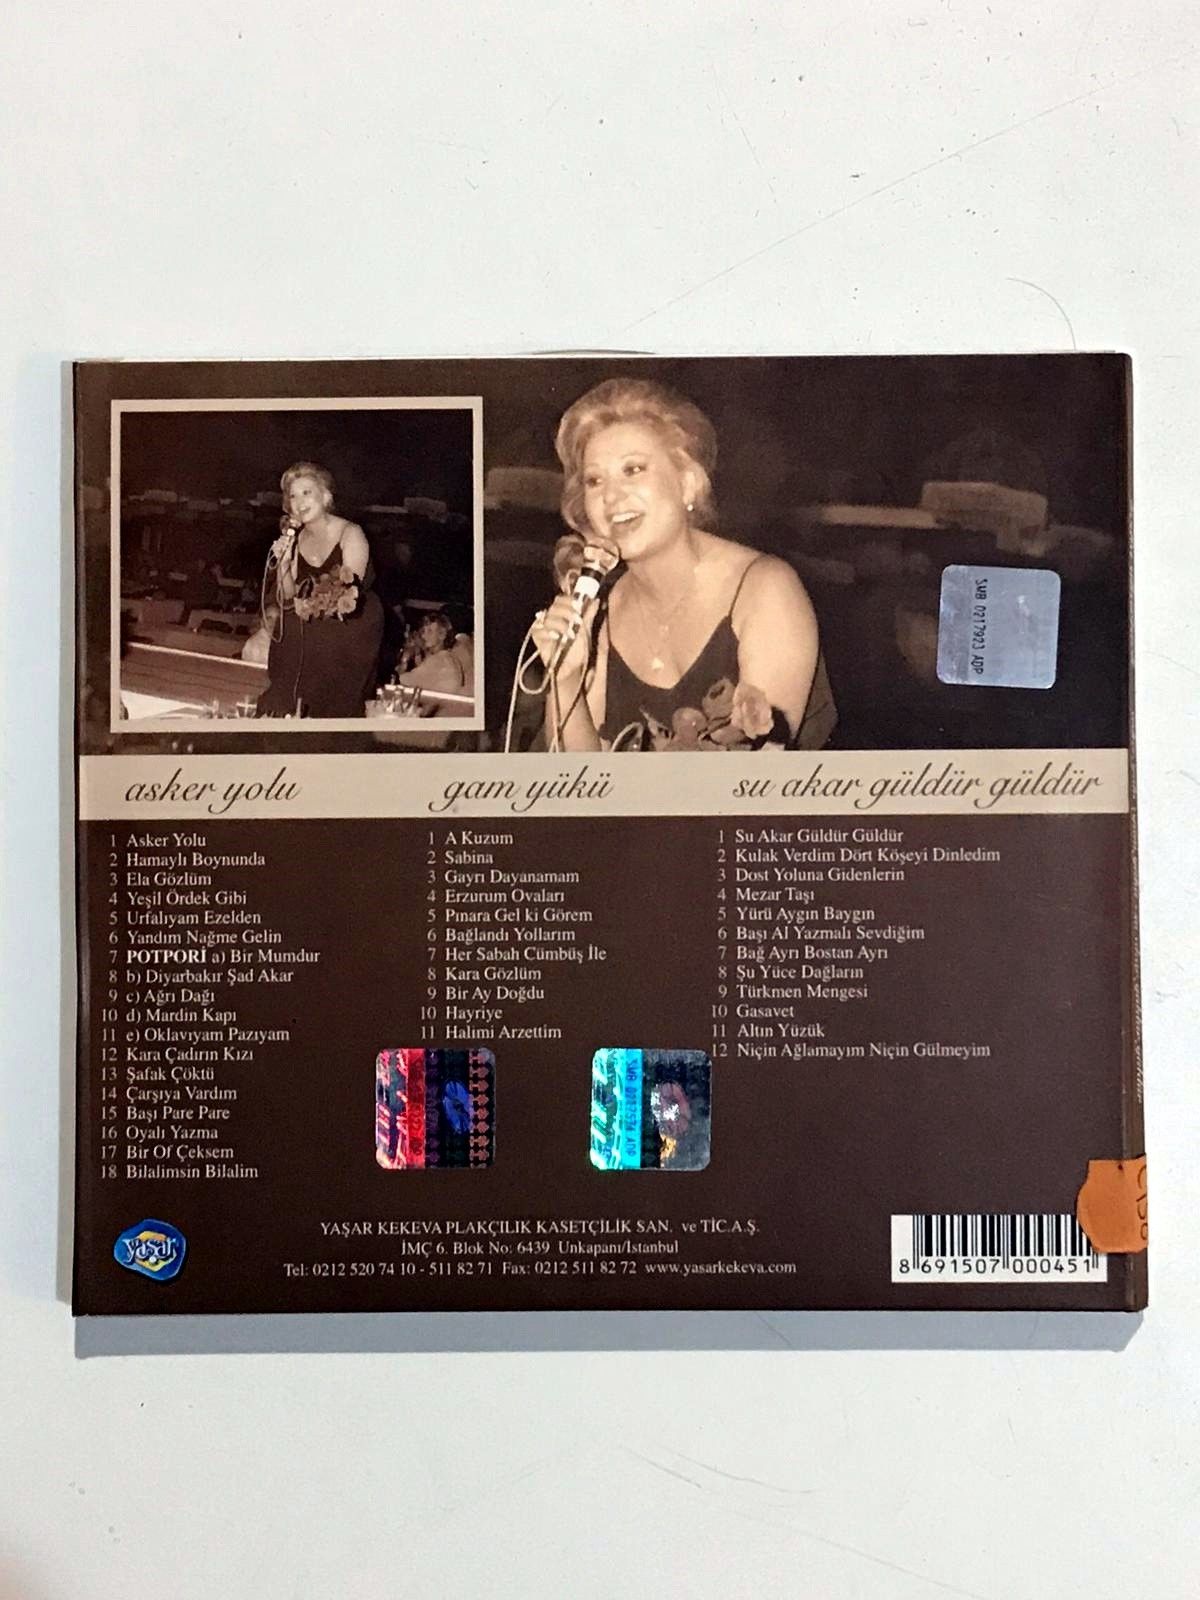 SMB 0217923 ADP
asker yolu
1 Asker Yolu
2 Hamaylı Boynunda
3 Ela Gözlüm
4 Yeşil Ördek Gibi
5 Urfalıyam Ezelden
6 Yandım Nağme Gelin
7 POTPORİ a) Bir Mumdur
8 b) Diyarbakır Şad Akar
9 c) Ağrı Dağı
10 d) Mardin Kapı
11 e) Oklavıyam Pazıyam
12 Kara Çadırın Kızı
13 Şafak Çöktü
14 Çarşıya Vardım
15 Başı Pare Pare
16 Oyalı Yazma
17 Bir Of Çeksem
18 Bilalimsin Bilalim
gam yükü
1 A Kuzum
2 Sabina
3 Gayrı Dayanamam
4 Erzurum Ovaları
5 Pınara Gel ki Görem
6 Bağlandı Yollarım
7 Her Sabah Cümbüş İle
8 Kara Gözlüm
9 Bir Ay Doğdu
10 Hayriye
11 Halimi Arzettim
su akar güldür güldür
1 Su Akar Güldür Güldür
2 Kulak Verdim Dört Köşeyi Dinledim
3 Dost Yoluna Gidenlerin
4 Mezar Taşı
5 Yürü Aygın Baygın
6 Başı Al Yazmalı Sevdiğim
7 Bağ Ayrı Bostan Ayrı
8 Şu Yüce Dağların
9 Türkmen Mengesi
10 Gasavet
11 Altın Yüzük
12 Niçin Ağlamayım Niçin Gülmeyim
yaşar
YAŞAR KEKEVA PLAKÇILIK KASETÇİLİK SAN. ve TİC.A.Ş.
İMÇ 6. Blok No: 6439 Unkapanı/İstanbul
Tel: 0212 520 74 10 - 511 82 71 Fax: 0212 511 82 72 www.yasarkekeva.com
8 691507 000451